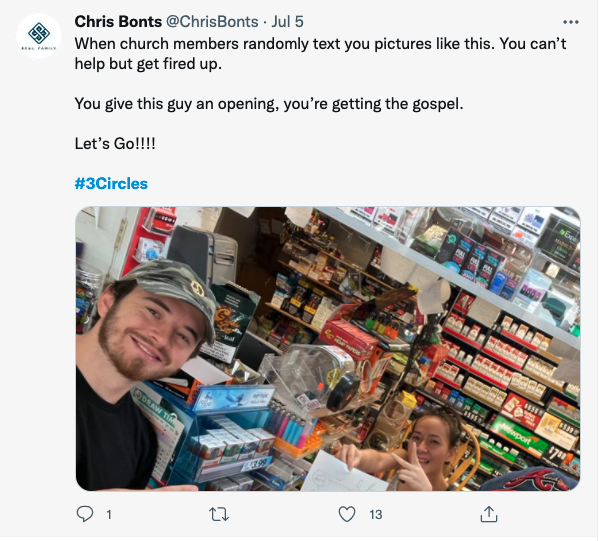 Chris Bonts @ChrisBonts · Jul 5
When church members randomly text you pictures like this. You can't
help but get fired up.
You give this guy an opening, you're getting the gospel.
Let's Go!!!!
#3Circles
Newport
1
13